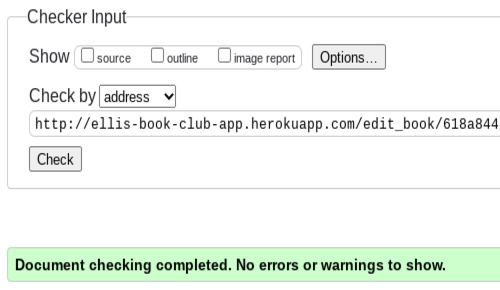 Checker Input
Show source outline image report Options...
Check by address
http://ellis-book-club-app.herokuapp.com/edit_book/618a844
Check
Document checking completed. No errors or warnings to show.